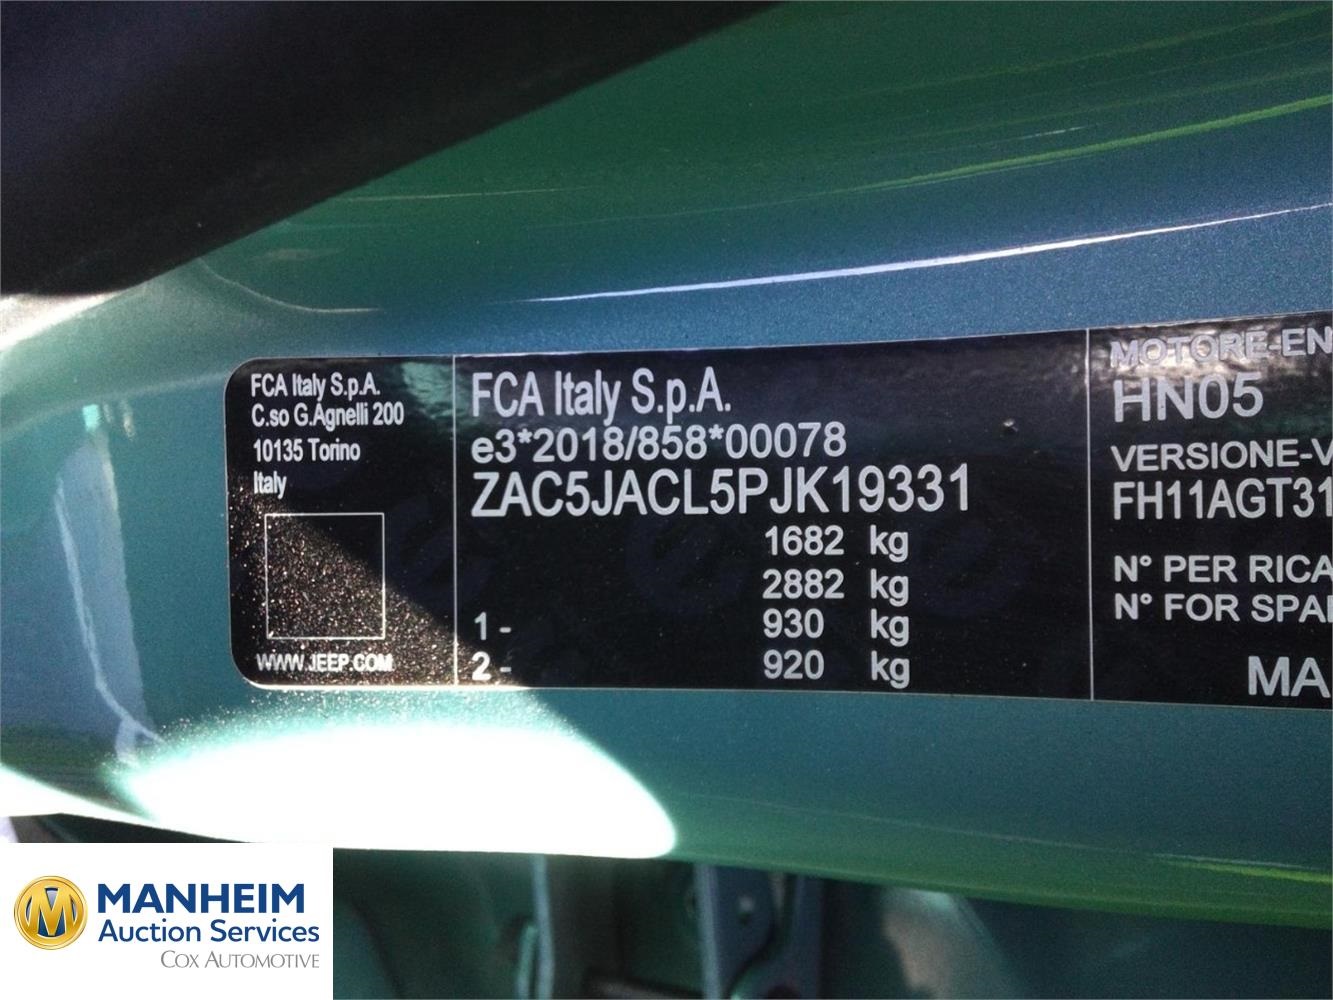 FCA Italy S.p.A.
C.so G.Agnelli 200
10135 Torino
Italy
WWW.JEEP.COM
FCA Italy S.p.A.
e3*2018/858*00078
ZAC5JACL5PJK19331
1682 kg
2882 kg
1 - 930 kg
2 - 920 kg
MOTORE-EN
HN05
VERSIONE-V
FH11AGT31
N° PER RICA
N° FOR SPA
MA
MANHEIM
Auction Services
COX AUTOMOTIVE